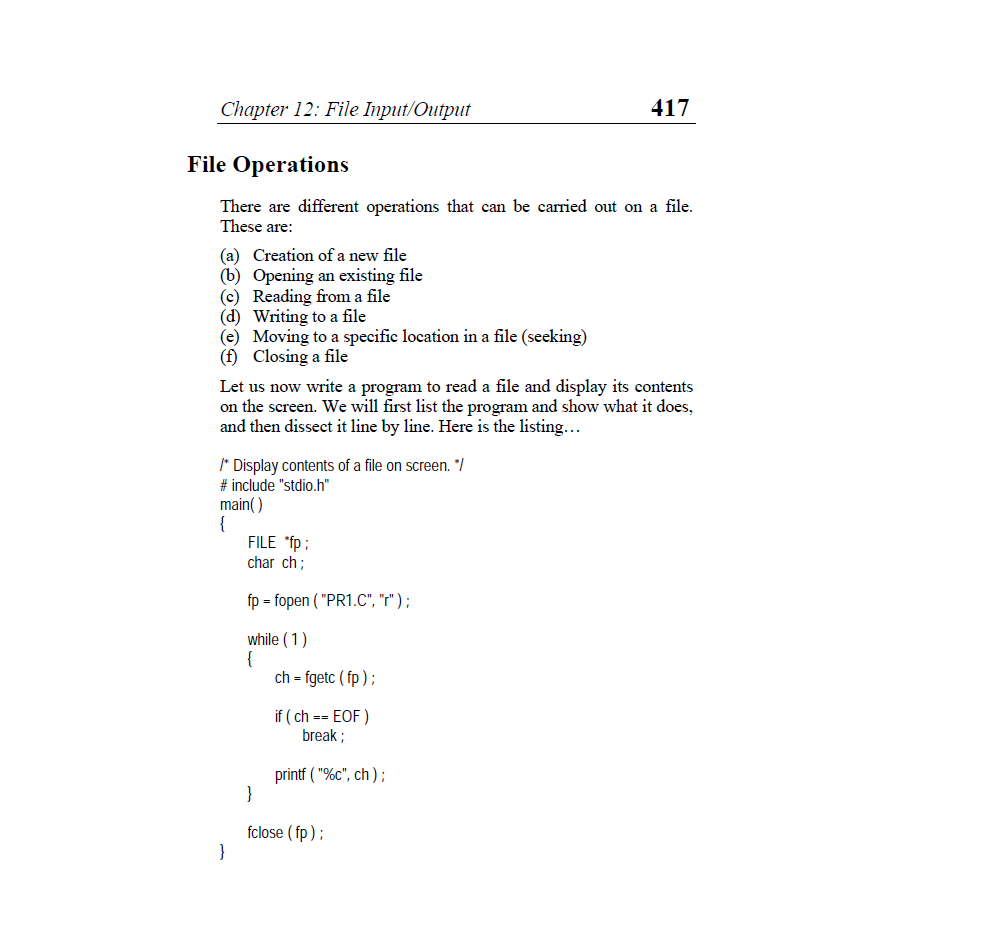 Chapter 12: File Input/Output 417
File Operations
There are different operations that can be carried out on a file.
These are:
(a) Creation of a new file
(b) Opening an existing file
(c) Reading from a file
(d) Writing to a file
(e) Moving to a specific location in a file (seeking)
(f) Closing a file
Let us now write a program to read a file and display its contents
on the screen. We will first list the program and show what it does,
and then dissect it line by line. Here is the listing…
/* Display contents of a file on screen. */
# include "stdio.h"
main( )
{
FILE *fp ;
char ch ;
fp = fopen ( "PR1.C", "r" ) ;
while ( 1 )
{
ch = fgetc ( fp ) ;
if ( ch == EOF )
break ;
printf ( "%c", ch ) ;
}
fclose ( fp ) ;
}